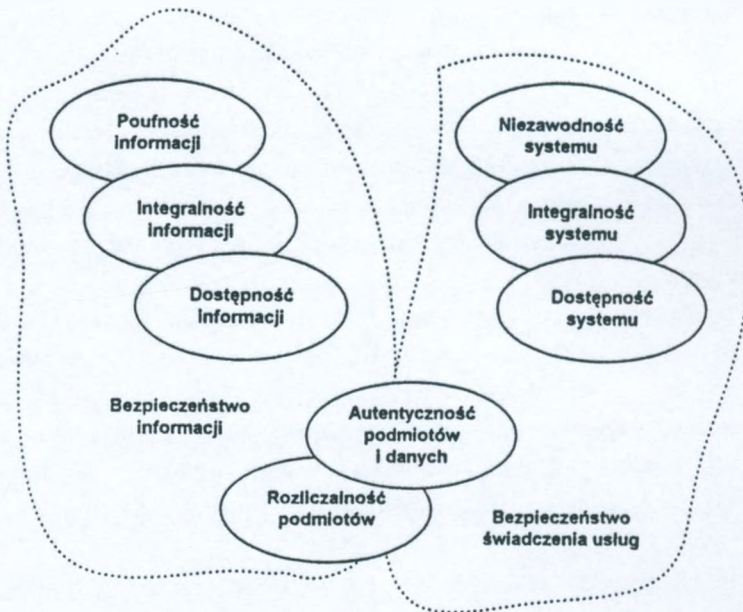 Poufność
informacji
Integralność
informacji
Dostępność
informacji
Bezpieczeństwo
informacji
Niezawodność
systemu
Integralność
systemu
Dostępność
systemu
Autentyczność
podmiotów
i danych
Rozliczalność
podmiotów
Bezpieczeństwo
świadczenia usług